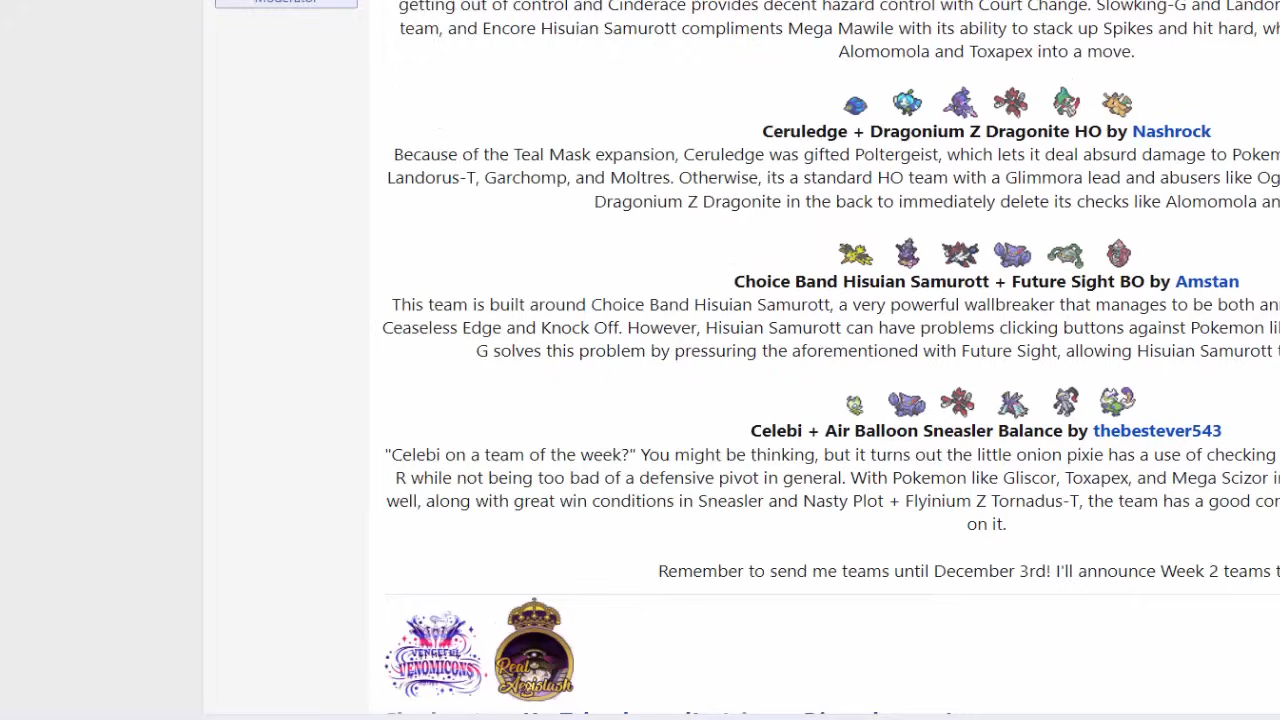 Moderator
getting out of control and Cinderace provides decent hazard control with Court Change. Slowking-G and Landor
team, and Encore Hisuian Samurott compliments Mega Mawile with its ability to stack up Spikes and hit hard, wh
Alomomola and Toxapex into a move.
Ceruledge + Dragonium Z Dragonite HO by Nashrock
Because of the Teal Mask expansion, Ceruledge was gifted Poltergeist, which lets it deal absurd damage to Pokem
Landorus-T, Garchomp, and Moltres. Otherwise, its a standard HO team with a Glimmora lead and abusers like Og
Dragonium Z Dragonite in the back to immediately delete its checks like Alomomola an
Choice Band Hisuian Samurott + Future Sight BO by Amstan
This team is built around Choice Band Hisuian Samurott, a very powerful wallbreaker that manages to be both ann
Ceaseless Edge and Knock Off. However, Hisuian Samurott can have problems clicking buttons against Pokemon li
G solves this problem by pressuring the aforementioned with Future Sight, allowing Hisuian Samurott t
Celebi + Air Balloon Sneasler Balance by thebestever543
"Celebi on a team of the week?" You might be thinking, but it turns out the little onion pixie has a use of checking
R while not being too bad of a defensive pivot in general. With Pokemon like Gliscor, Toxapex, and Mega Scizor i
well, along with great win conditions in Sneasler and Nasty Plot + Flyinium Z Tornadus-T, the team has a good co
on it.
Remember to send me teams until December 3rd! I'll announce Week 2 teams t
VENGEFUL
VENOMICONS
Real
Aegislash